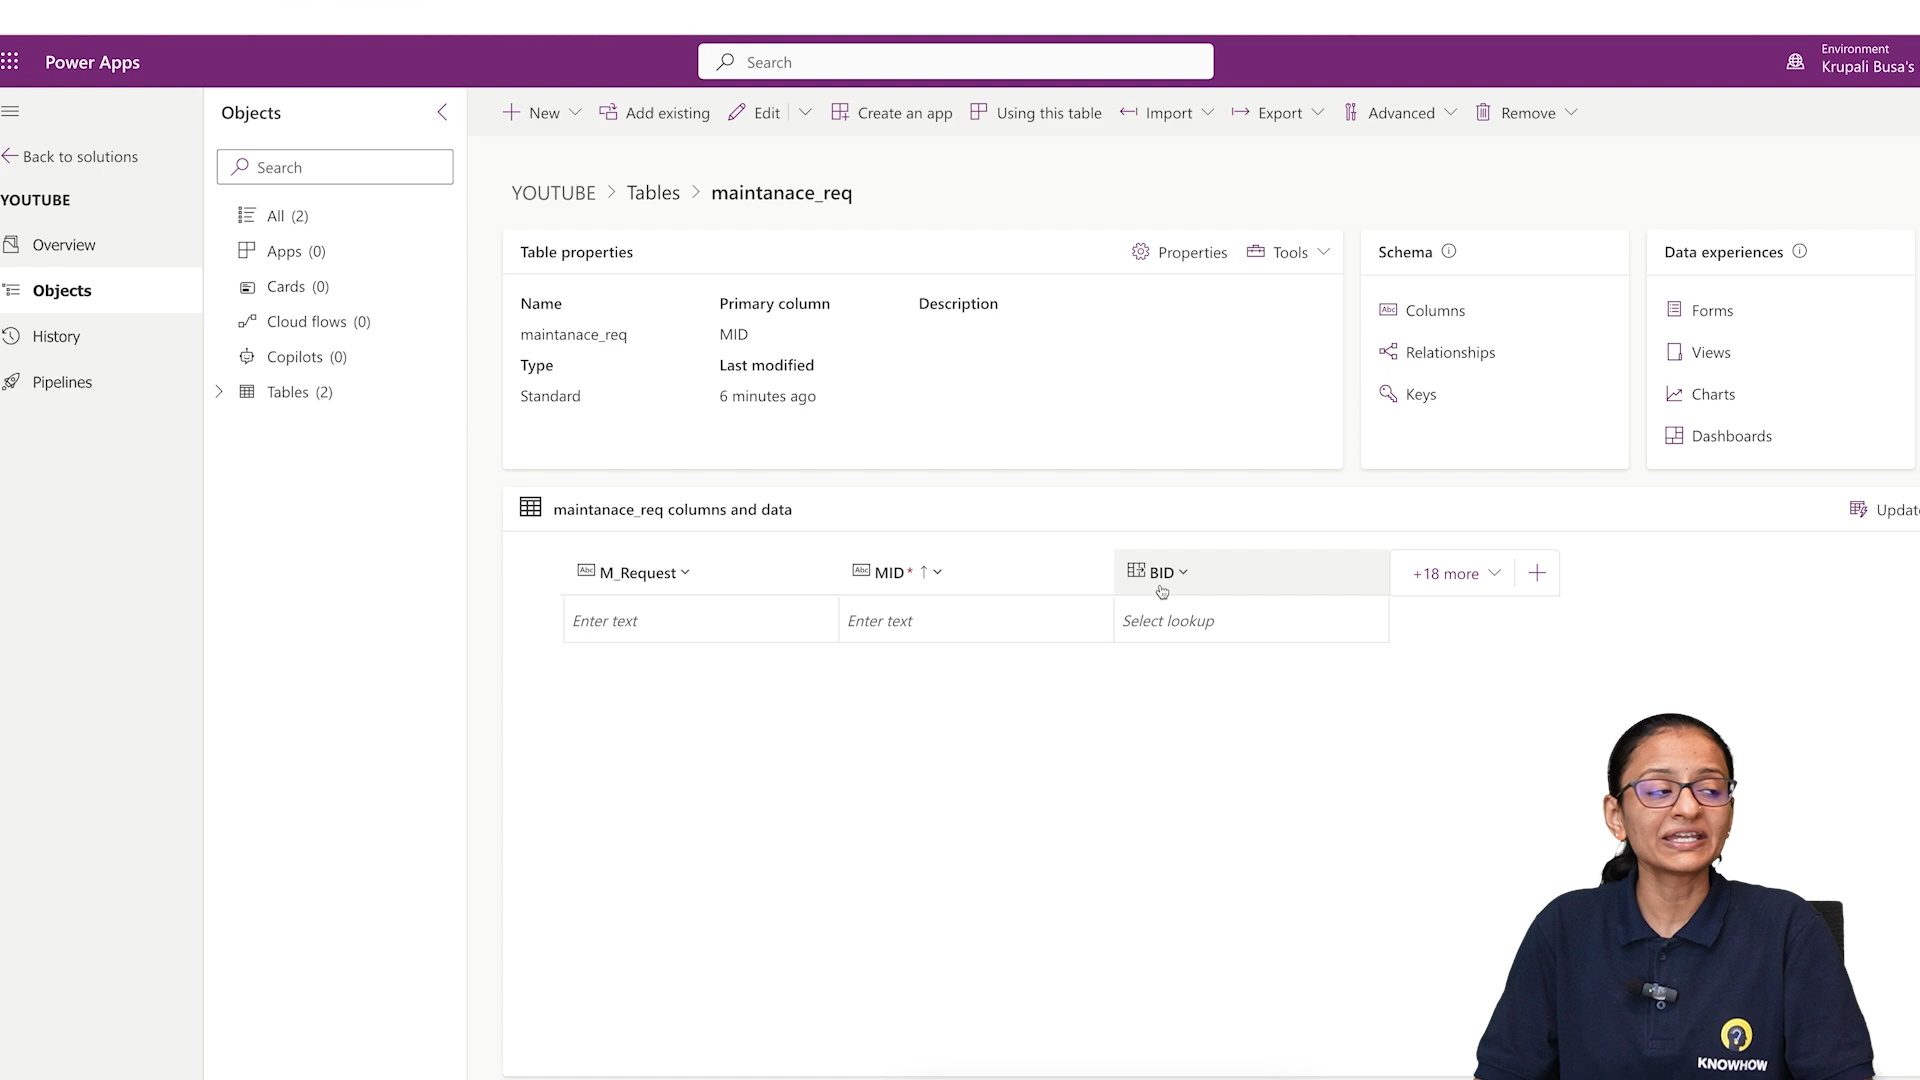 Power Apps
Search
Environment
Krupali Busa's
Back to solutions
YOUTUBE
Overview
Objects
History
Pipelines
Objects
Search
All (2)
Apps (0)
Cards (0)
Cloud flows (0)
Copilots (0)
Tables (2)
New
Add existing
Edit
Create an app
Using this table
Import
Export
Advanced
Remove
YOUTUBE > Tables > maintanace_req
Table properties
Properties
Tools
Name
maintanace_req
Primary column
MID
Description
Type
Standard
Last modified
6 minutes ago
Schema
Columns
Relationships
Keys
Data experiences
Forms
Views
Charts
Dashboards
maintanace_req columns and data
Updat
Abc M_Request
Abc MID* ↑
BID
+18 more
Enter text
Enter text
Select lookup
KNOWHOW